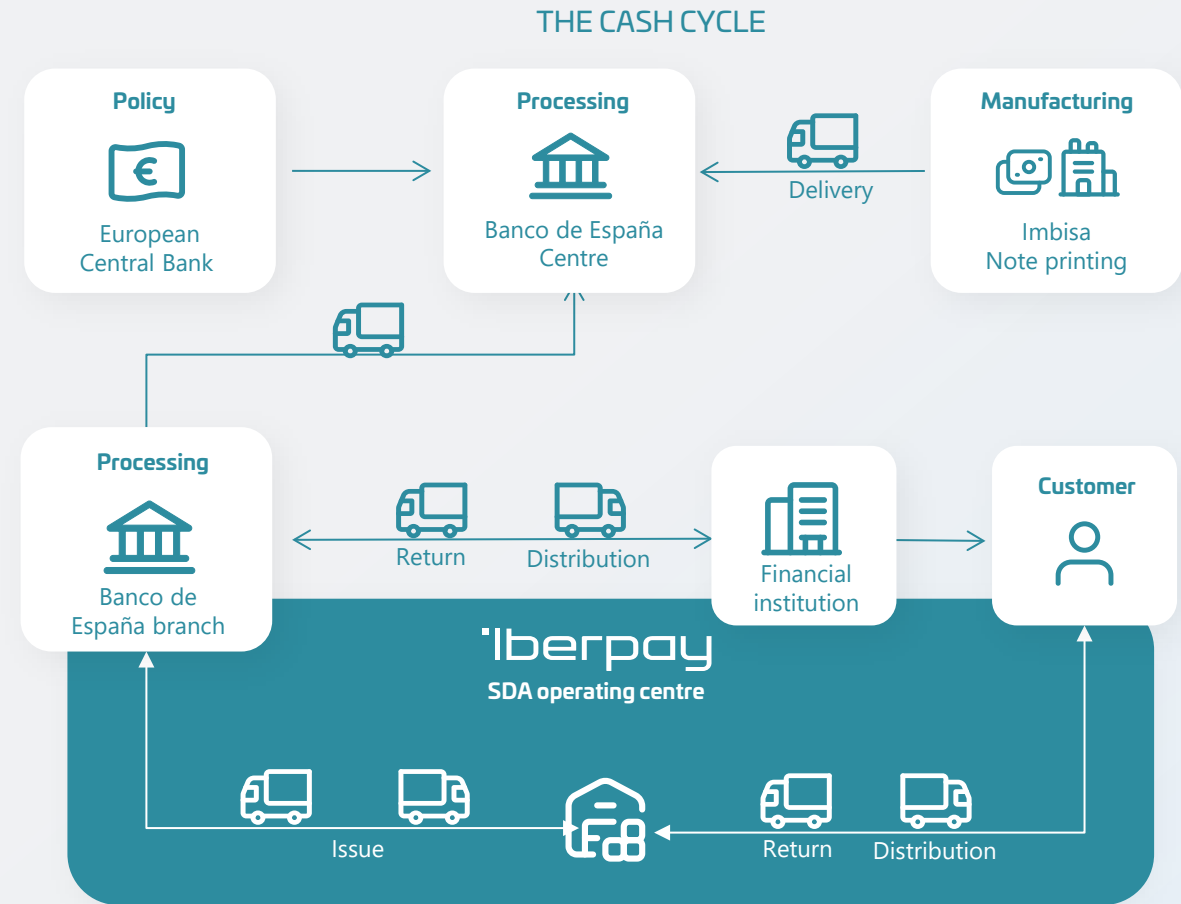 THE CASH CYCLE
Policy
European
Central Bank
Processing
Banco de España
Centre
Delivery
Manufacturing
Imbisa
Note printing
Processing
Banco de
España branch
Return
Distribution
Financial
institution
Customer
Iberpay
SDA operating centre
Issue
Return
Distribution